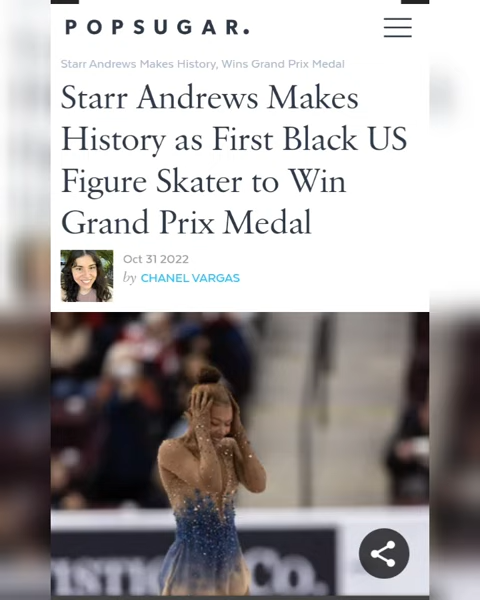 POPSUGAR.
Starr Andrews Makes History, Wins Grand Prix Medal
Starr Andrews Makes
History as First Black US
Figure Skater to Win
Grand Prix Medal
Oct 31 2022
by CHANEL VARGAS
Co.